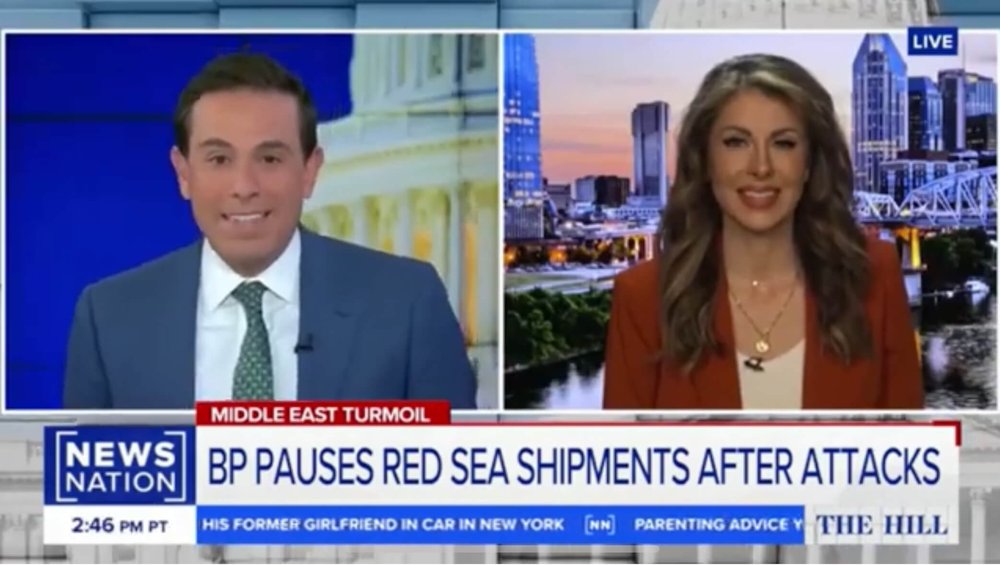 LIVE
MIDDLE EAST TURMOIL
NEWS
NATION
BP PAUSES RED SEA SHIPMENTS AFTER ATTACKS
2:46 PM PT
HIS FORMER GIRLFRIEND IN CAR IN NEW YORK NN PARENTING ADVICE
THE HILL